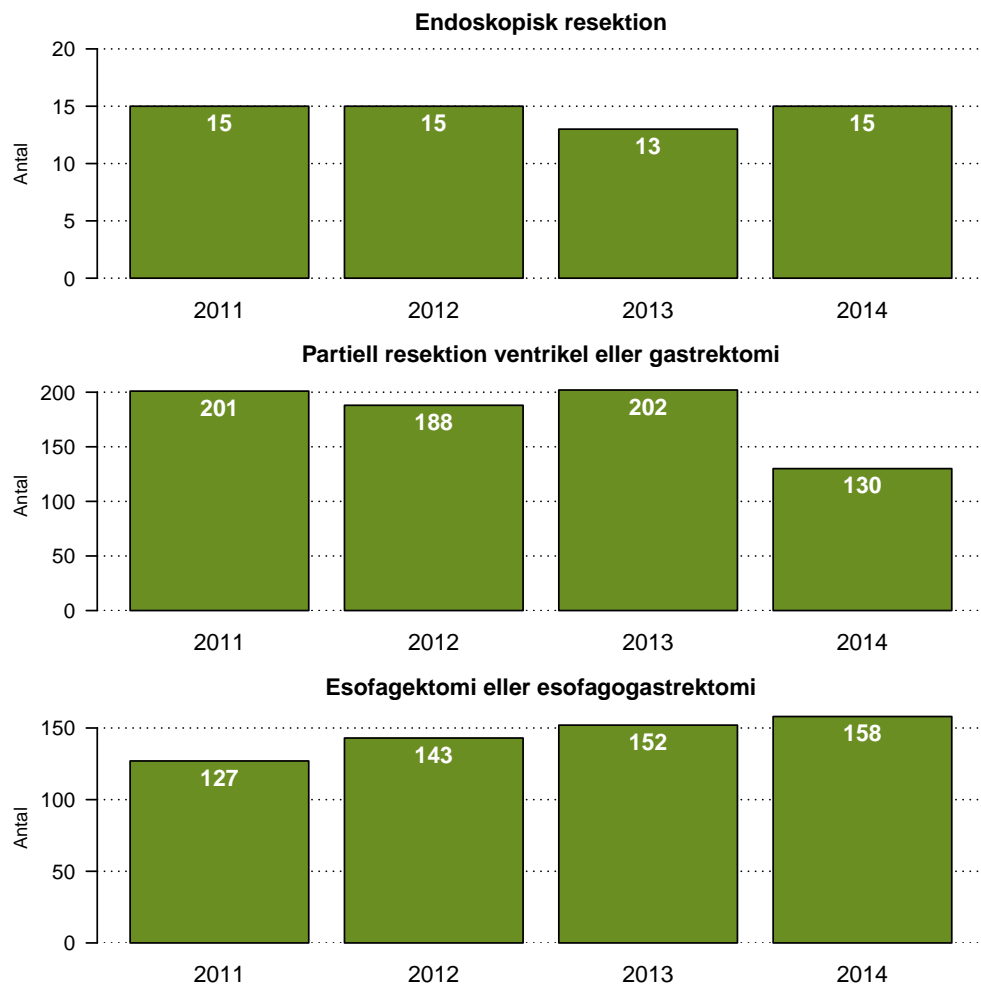 Endoskopisk resektion
20
15
10
5
0
Antal
15
15
13
15
2011 2012 2013 2014
Partiell resektion ventrikel eller gastrektomi
200
150
100
50
0
Antal
201
188
202
130
2011 2012 2013 2014
Esofagektomi eller esofagogastrektomi
150
100
50
0
Antal
127
143
152
158
2011 2012 2013 2014